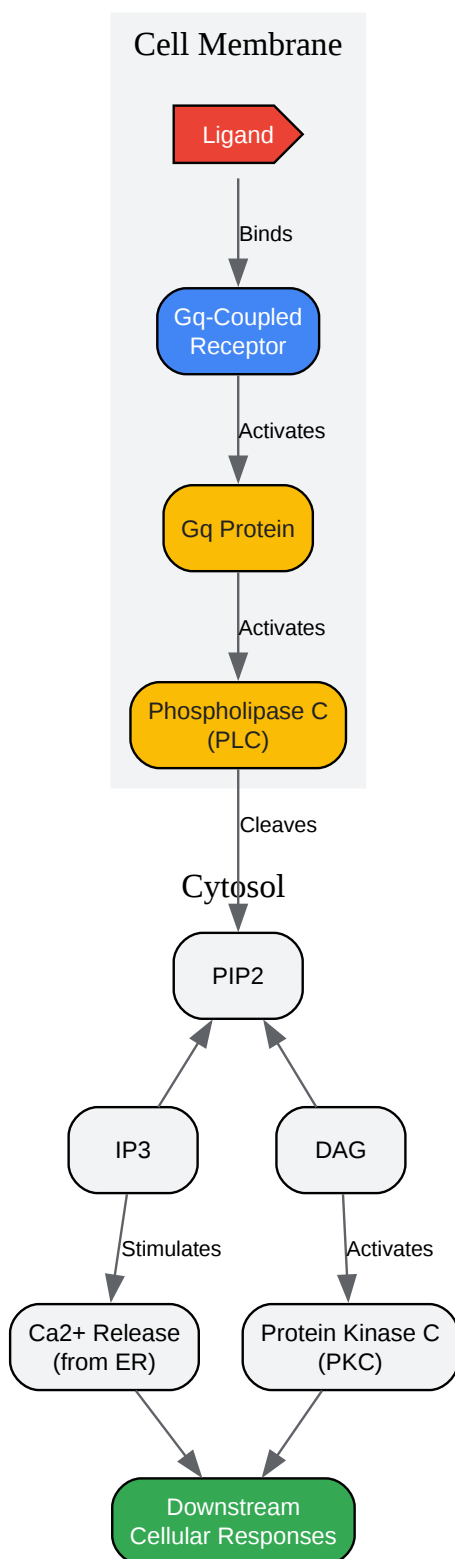 Cell Membrane
Ligand
Binds
Gq-Coupled
Receptor
Activates
Gq Protein
Activates
Phospholipase C
(PLC)
Cleaves
Cytosol
PIP2
IP3
DAG
Stimulates
Activates
Ca2+ Release
(from ER)
Protein Kinase C
(PKC)
Downstream
Cellular Responses